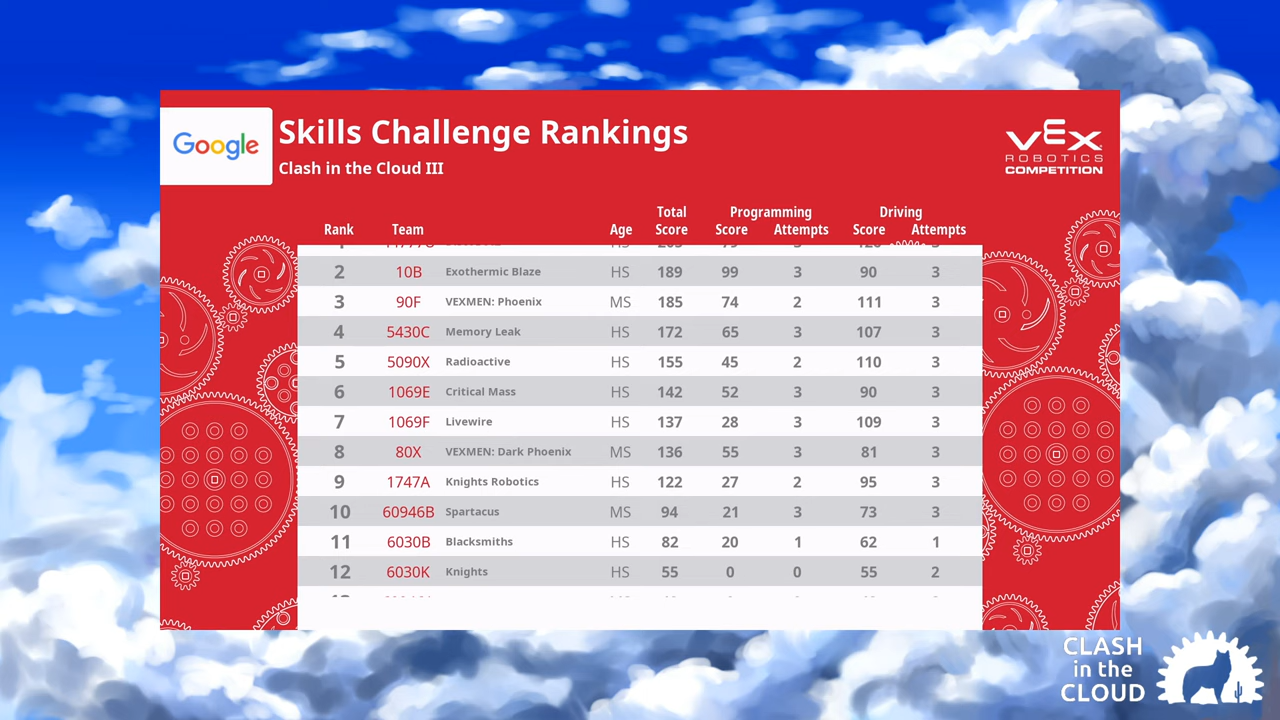 Google
Skills Challenge Rankings
Clash in the Cloud III
VEX
ROBOTICS
COMPETITION
Total Programming Driving
Rank Team Age Score Score Attempts Score Attempts
2 10B Exothermic Blaze HS 189 99 3 90 3
3 90F VEXMEN: Phoenix MS 185 74 2 111 3
4 5430C Memory Leak HS 172 65 3 107 3
5 5090X Radioactive HS 155 45 2 110 3
6 1069E Critical Mass HS 142 52 3 90 3
7 1069F Livewire HS 137 28 3 109 3
8 80X VEXMEN: Dark Phoenix MS 136 55 3 81 3
9 1747A Knights Robotics HS 122 27 2 95 3
10 60946B Spartacus MS 94 21 3 73 3
11 6030B Blacksmiths HS 82 20 1 62 1
12 6030K Knights HS 55 0 0 55 2
CLASH
in the
CLOUD